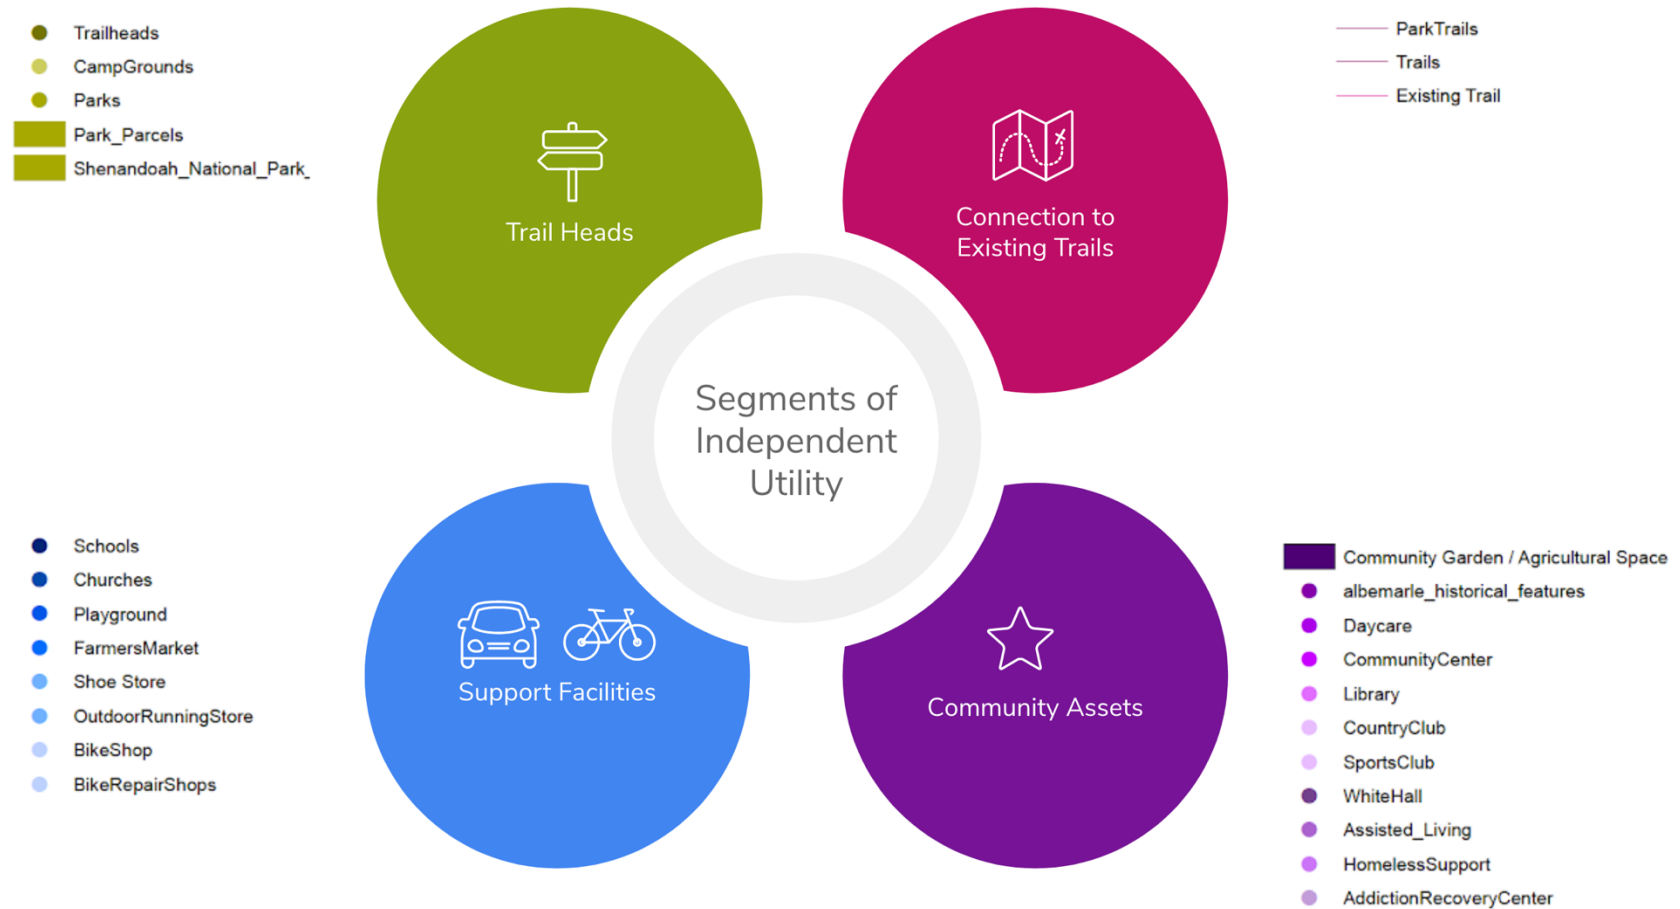 Trailheads
CampGrounds
Parks
Park_Parcels
Shenandoah_National_Park_
Trail Heads
Connection to
Existing Trails
ParkTrails
Trails
Existing Trail
Segments of
Independent
Utility
Schools
Churches
Playground
FarmersMarket
Shoe Store
OutdoorRunningStore
BikeShop
BikeRepairShops
Support Facilities
Community Assets
Community Garden / Agricultural Space
albemarle_historical_features
Daycare
CommunityCenter
Library
CountryClub
SportsClub
WhiteHall
Assisted_Living
HomelessSupport
AddictionRecoveryCenter